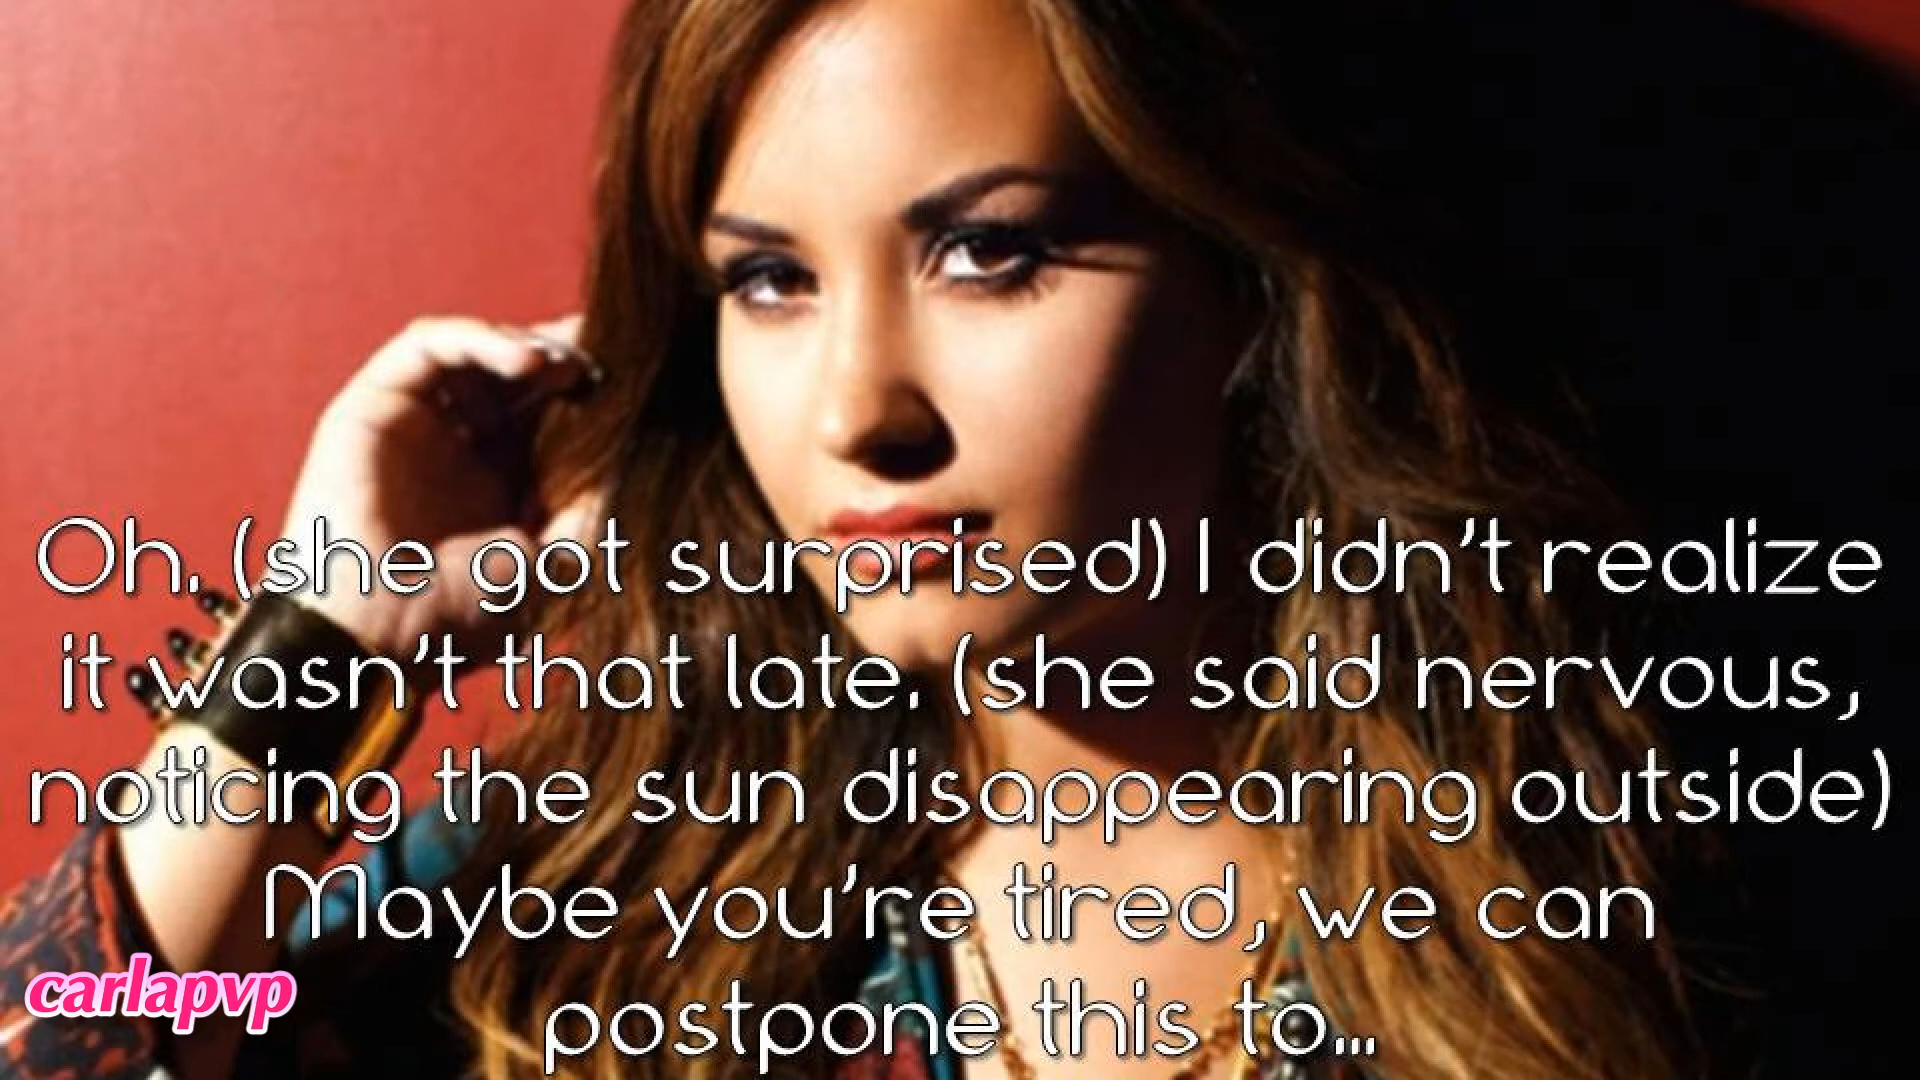 Oh. (she got surprised) I didn't realize
it wasn't that late. (she said nervous,
noticing the sun disappearing outside)
Maybe you're tired, we can
postpone this to...
carlapvp